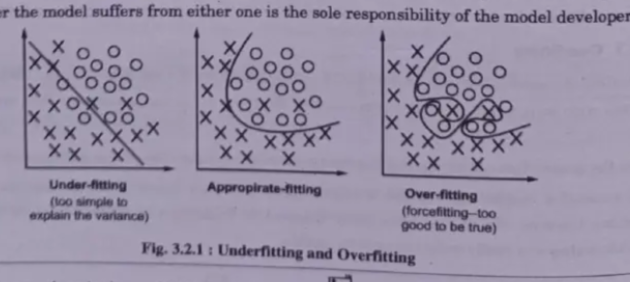 er the model suffers from either one is the sole responsibility of the model developer
Under-fitting
(too simple to
explain the variance)
Appropirate-fitting
Over-fitting
(forcefitting—too
good to be true)
Fig. 3.2.1 : Underfitting and Overfitting